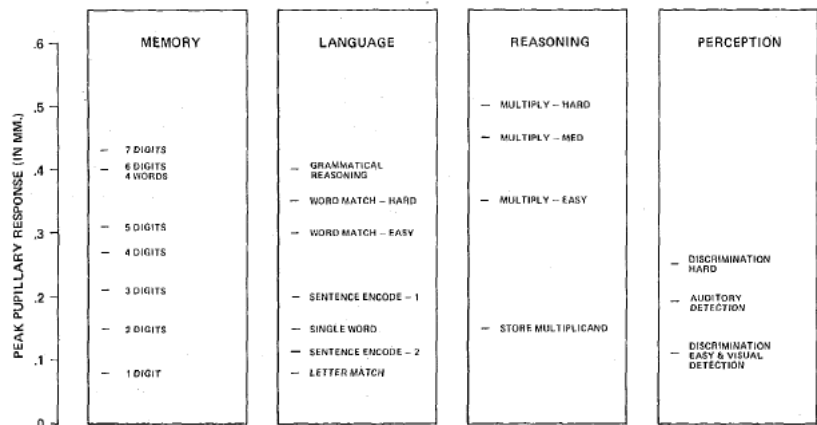 PEAK PUPILLARY RESPONSE (IN MM.)
.6
.5
.4
.3
.2
.1
0
MEMORY
7 DIGITS
6 DIGITS
4 WORDS
5 DIGITS
4 DIGITS
3 DIGITS
2 DIGITS
1 DIGIT
LANGUAGE
GRAMMATICAL
REASONING
WORD MATCH – HARD
WORD MATCH – EASY
SENTENCE ENCODE – 1
SINGLE WORD
SENTENCE ENCODE – 2
LETTER MATCH
REASONING
MULTIPLY – HARD
MULTIPLY – MED
MULTIPLY – EASY
STORE MULTIPLICAND
PERCEPTION
DISCRIMINATION
HARD
AUDITORY
DETECTION
DISCRIMINATION
EASY & VISUAL
DETECTION